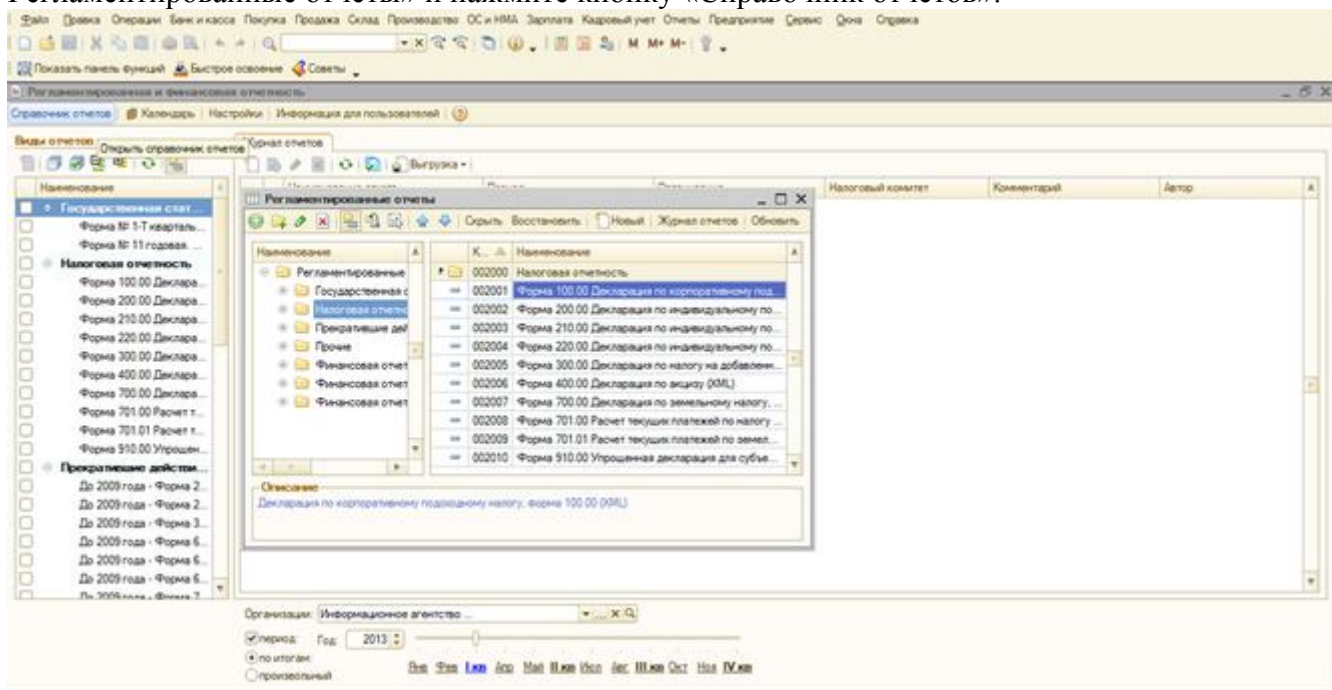 Регламентированные отчеты» и нажмите кнопку «Справочник отчетов».
Файл Правка Операции Банк и касса Покупка Продажа Склад Производство ОС и НМА Зарплата Кадровый учет Отчеты Предприятие Сервис Окна Справка
M M+ M-
Показать панель функций Быстрое освоение Советы
Регламентированная и финансовая отчетность
Справочник отчетов Календарь Настройки Информация для пользователей
Виды отчетов Открыть справочник отчетов Журнал отчетов
Выгрузка
Наименование Налоговый комитет Комментарий Автор
Государственная стат...
Форма № 1-Т кварталь...
Форма № 11 годовая. ...
Налоговая отчетность
Форма 100.00 Деклара...
Форма 200.00 Деклара...
Форма 210.00 Деклара...
Форма 220.00 Деклара...
Форма 300.00 Деклара...
Форма 400.00 Деклара...
Форма 700.00 Деклара...
Форма 701.00 Расчет т...
Форма 701.01 Расчет т...
Форма 910.00 Упрощен...
Прекратившие действи...
До 2009 года - Форма 2...
До 2009 года - Форма 2...
До 2009 года - Форма 3...
До 2009 года - Форма 6...
До 2009 года - Форма 6...
До 2009 года - Форма 6...
До 2009 года - Форма 7...
Регламентированные отчеты
Скрыть Восстановить Новый Журнал отчетов Обновить
Наименование К... Наименование
Регламентированные
Государственная с
Налоговая отчетнос
Прекратившие дей
Прочие
Финансовая отчет
Финансовая отчет
Финансовая отчет
002000 Налоговая отчетность
002001 Форма 100.00 Декларация по корпоративному под...
002002 Форма 200.00 Декларация по индивидуальному по...
002003 Форма 210.00 Декларация по индивидуальному по...
002004 Форма 220.00 Декларация по индивидуальному по...
002005 Форма 300.00 Декларация по налогу на добавленн...
002006 Форма 400.00 Декларация по акцизу (XML)
002007 Форма 700.00 Декларация по земельному налогу, ...
002008 Форма 701.00 Расчет текущих платежей по налогу ...
002009 Форма 701.01 Расчет текущих платежей по земел...
002010 Форма 910.00 Упрощенная декларация для субъе...
Описание
Декларация по корпоративному подоходному налогу, форма 100.00 (XML)
Организации: Информационное агентство ...
период: Год: 2013
по итогам:
произвольный
Янв Фев I.кв Апр Май II.кв Июл Авг III.кв Окт Ноя IV.кв